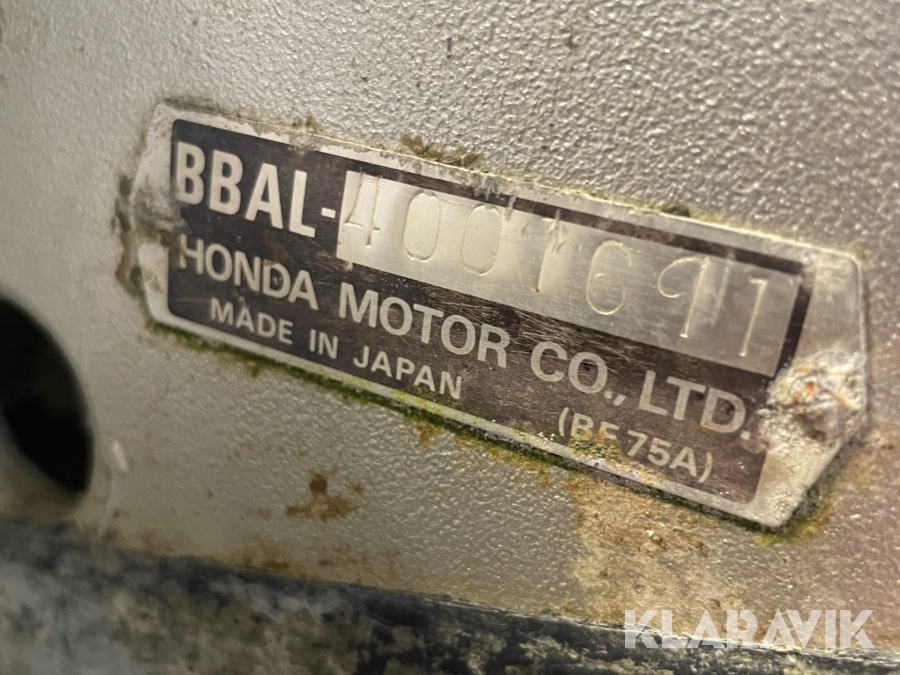 BBAL-4001691
HONDA MOTOR CO., LTD.
MADE IN JAPAN (BF75A)
KLARAVIK